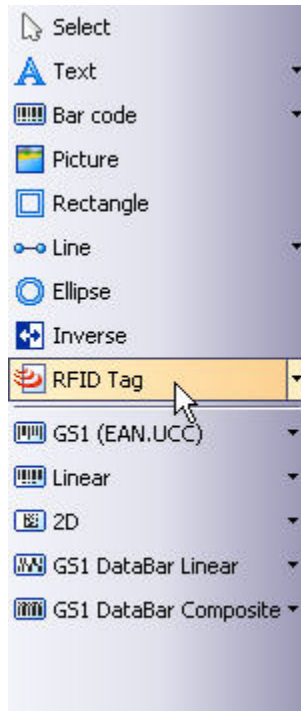 Select
Text
Bar code
Picture
Rectangle
Line
Ellipse
Inverse
RFID Tag
GS1 (EAN.UCC)
Linear
2D
GS1 DataBar Linear
GS1 DataBar Composite